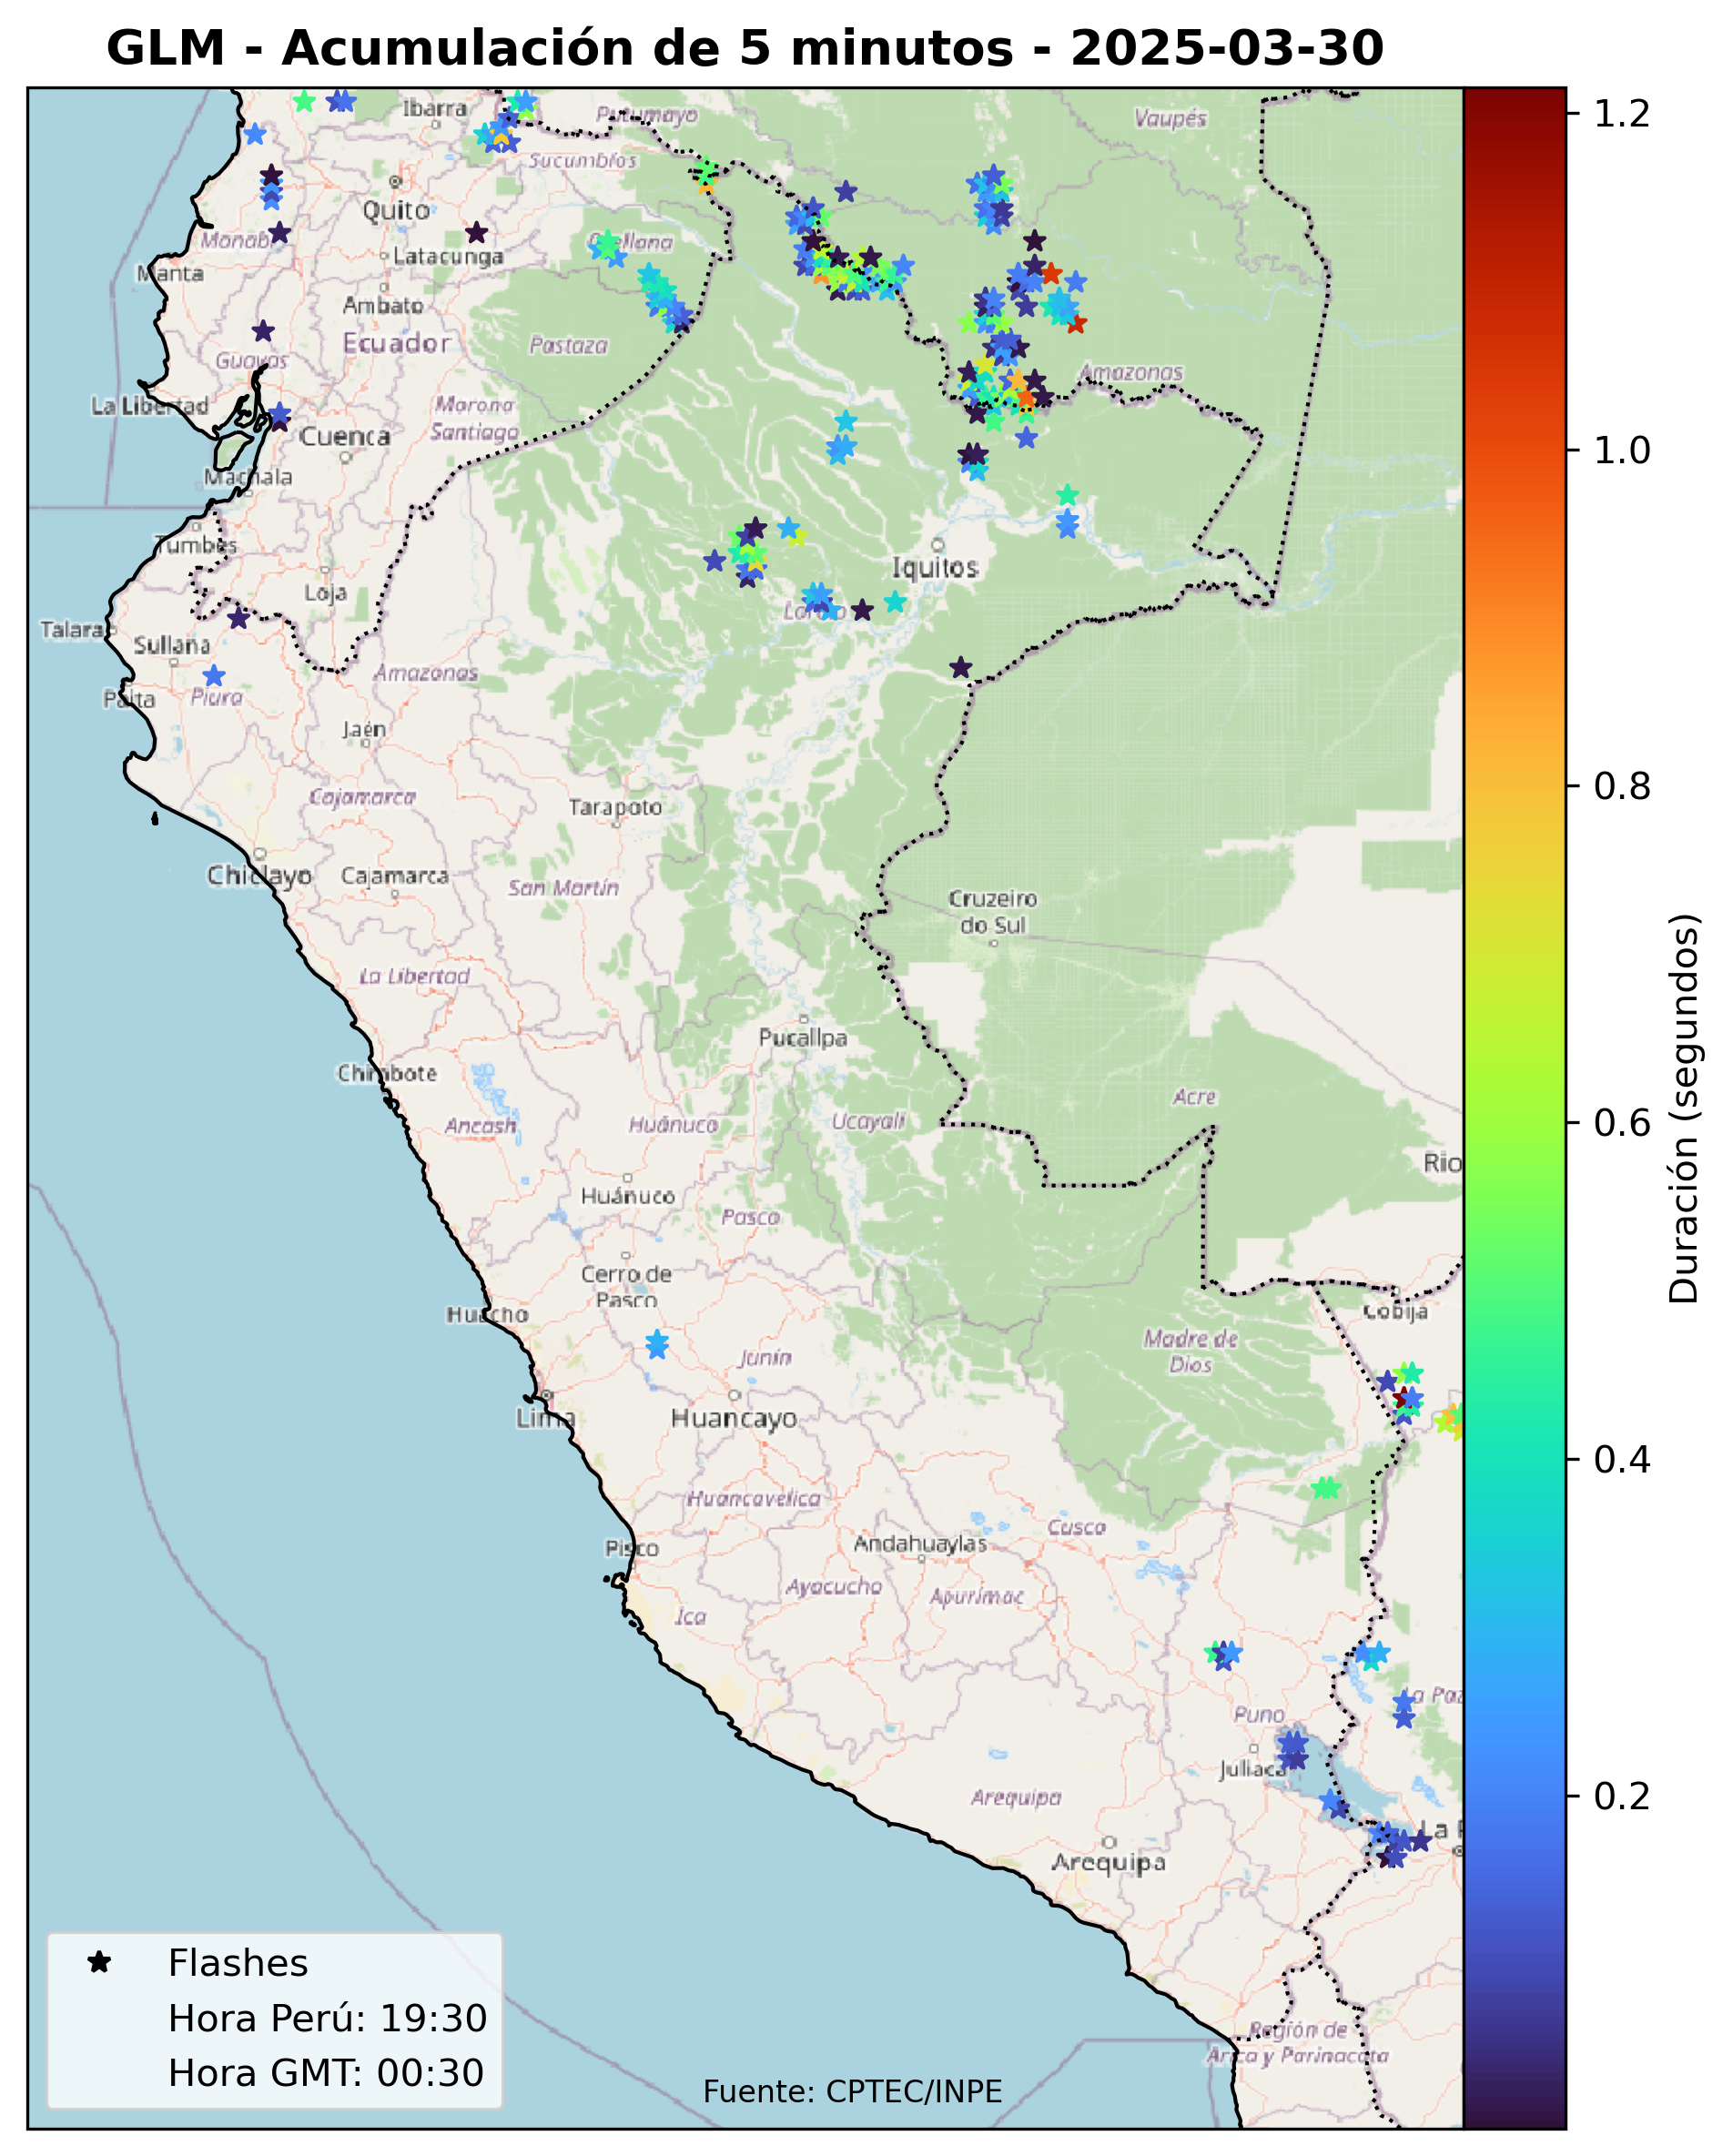 GLM - Acumulación de 5 minutos - 2025-03-30
Ibarra
Putumayo
Vaupés
Sucumbíos
Quito
Manabí
Orellana
Latacunga
Manta
Ambato
Ecuador
Pastaza
Guayas
Amazonas
La Libertad
Morona
Santiago
Cuenca
Machala
Tumbes
Iquitos
Loja
Loreto
Talara
Sullana
Amazonas
Piura
Paita
Jaén
Cajamarca
Tarapoto
Chiclayo
Cajamarca
San Martín
Cruzeiro
do Sul
La Libertad
Pucallpa
Chimbote
Acre
Ancash
Huánuco
Ucayali
Rio
Huánuco
Pasco
Cerro de
Pasco
Huacho
Cobija
Madre de
Dios
Junín
Lima
Huancayo
Huancavelica
Cusco
Pisco
Andahuaylas
Ayacucho
Apurímac
Ica
La Paz
Puno
Juliaca
Arequipa
La P
Arequipa
Región de
Arica y Parinacota
Flashes
Hora Perú: 19:30
Hora GMT: 00:30
Fuente: CPTEC/INPE
1.2
1.0
0.8
0.6
0.4
0.2
Duración (segundos)